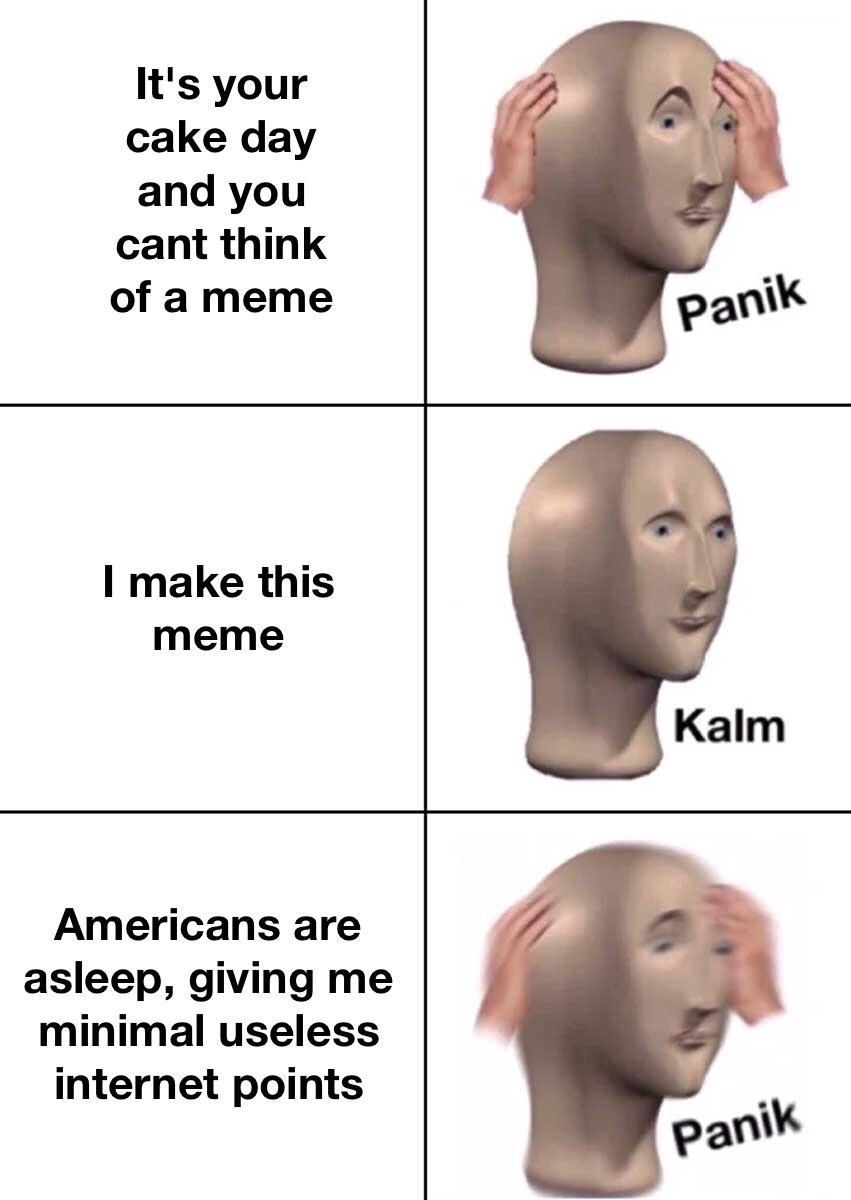 It's your
cake day
and you
cant think
of a meme
Panik
I make this
meme
Kalm
Americans are
asleep, giving me
minimal useless
internet points
Panik